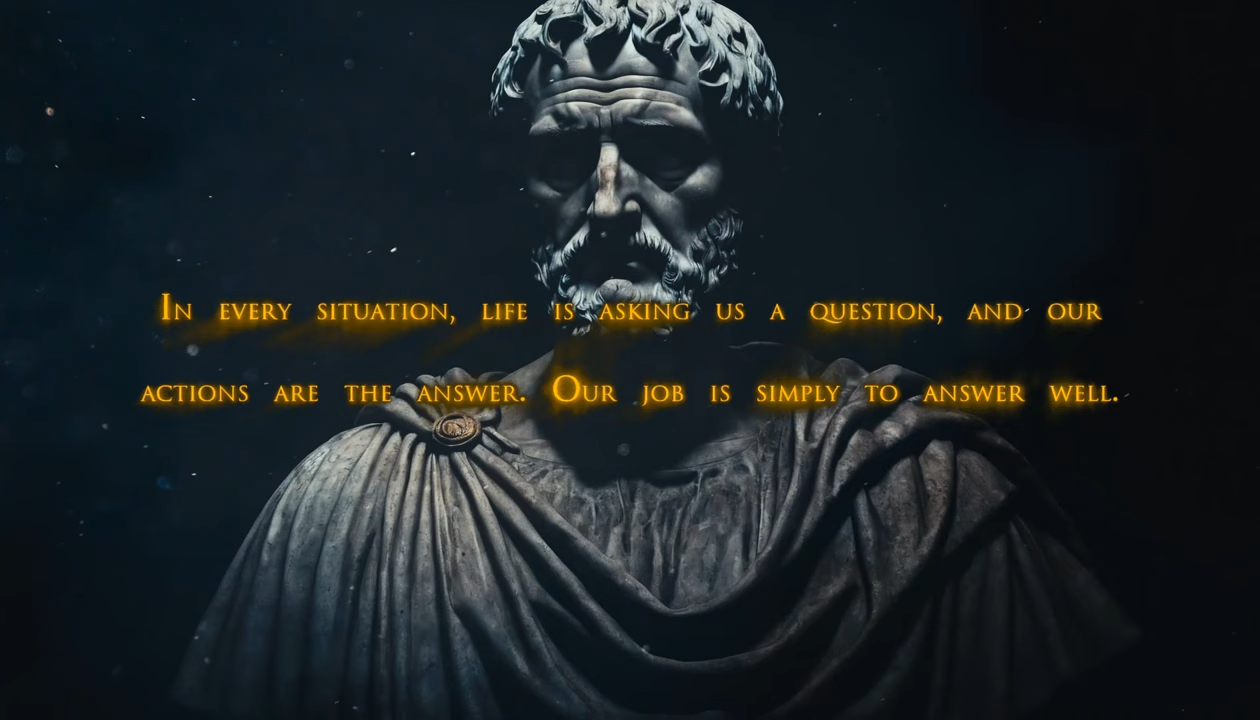 In every situation, life is asking us a question, and our
actions are the answer. Our job is simply to answer well.